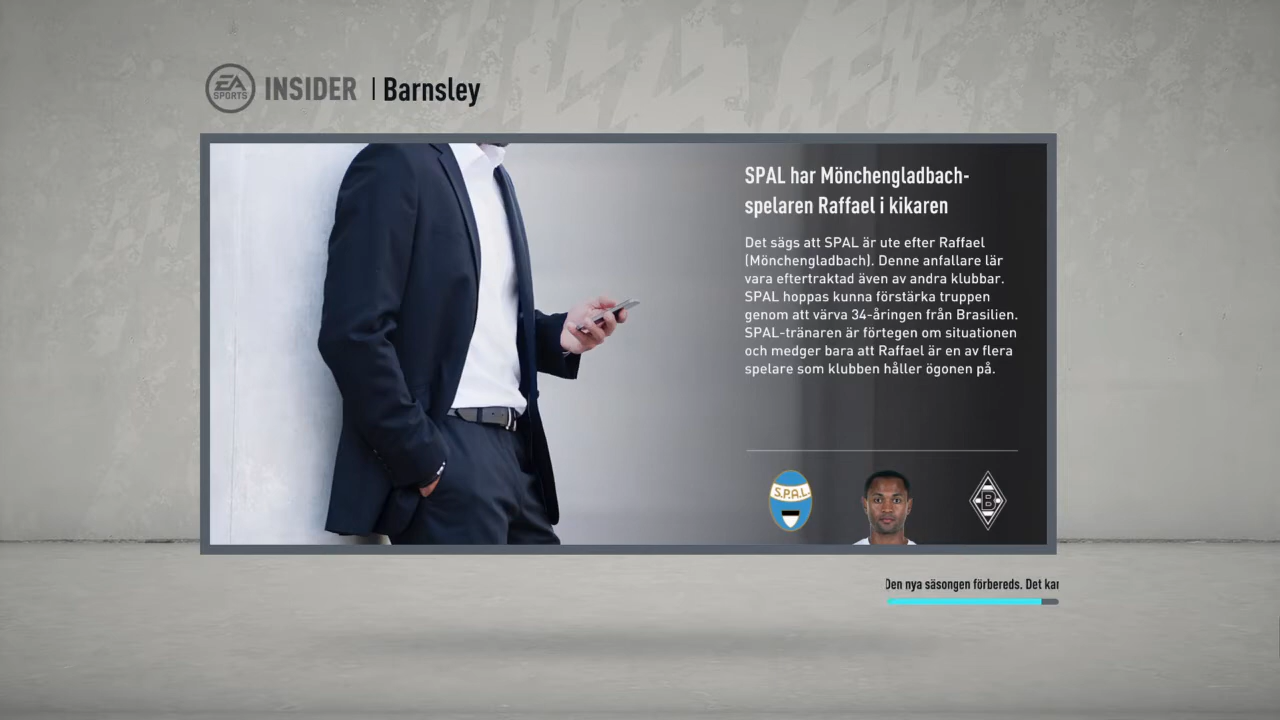 EA
SPORTS
INSIDER | Barnsley
SPAL har Mönchengladbach-
spelaren Raffael i kikaren
Det sägs att SPAL är ute efter Raffael
(Mönchengladbach). Denne anfallare lär
vara eftertraktad även av andra klubbar.
SPAL hoppas kunna förstärka truppen
genom att värva 34-åringen från Brasilien.
SPAL-tränaren är förtegen om situationen
och medger bara att Raffael är en av flera
spelare som klubben håller ögonen på.
S.P.A.L.
B
Den nya säsongen förbereds. Det kan